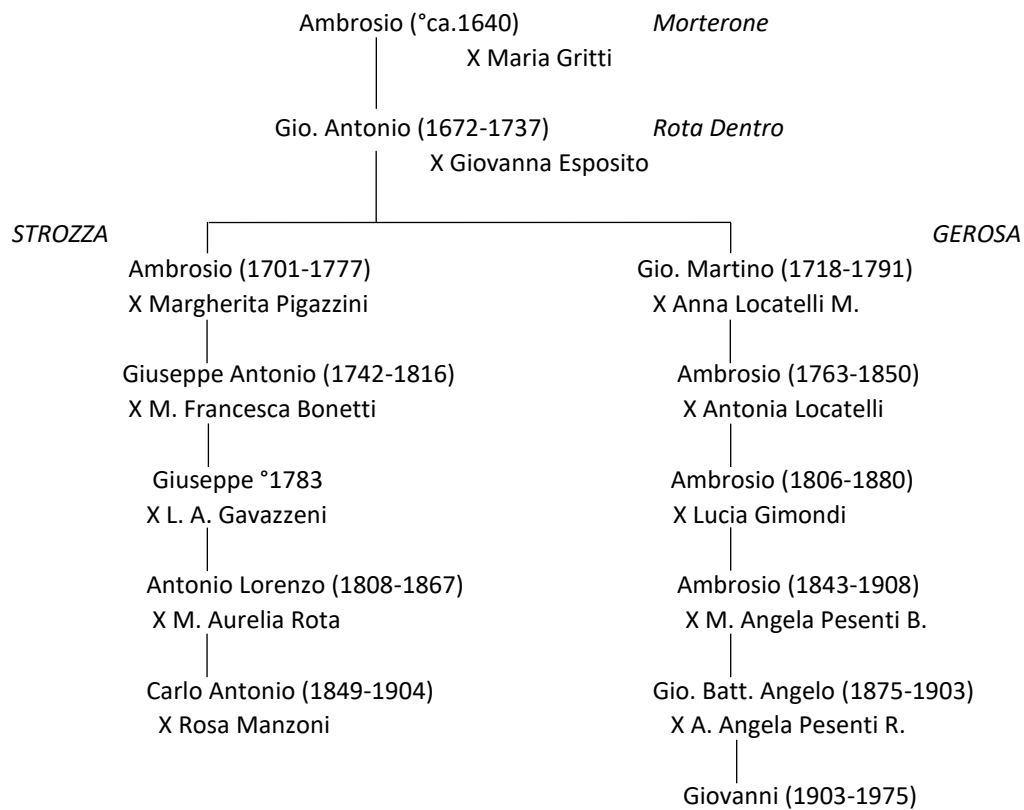 Ambrosio (°ca.1640) Morterone
X Maria Gritti
Gio. Antonio (1672-1737) Rota Dentro
X Giovanna Esposito
STROZZA GEROSA
Ambrosio (1701-1777) Gio. Martino (1718-1791)
X Margherita Pigazzini X Anna Locatelli M.
Giuseppe Antonio (1742-1816) Ambrosio (1763-1850)
X M. Francesca Bonetti X Antonia Locatelli
Giuseppe °1783 Ambrosio (1806-1880)
X L. A. Gavazzeni X Lucia Gimondi
Antonio Lorenzo (1808-1867) Ambrosio (1843-1908)
X M. Aurelia Rota X M. Angela Pesenti B.
Carlo Antonio (1849-1904) Gio. Batt. Angelo (1875-1903)
X Rosa Manzoni X A. Angela Pesenti R.
Giovanni (1903-1975)